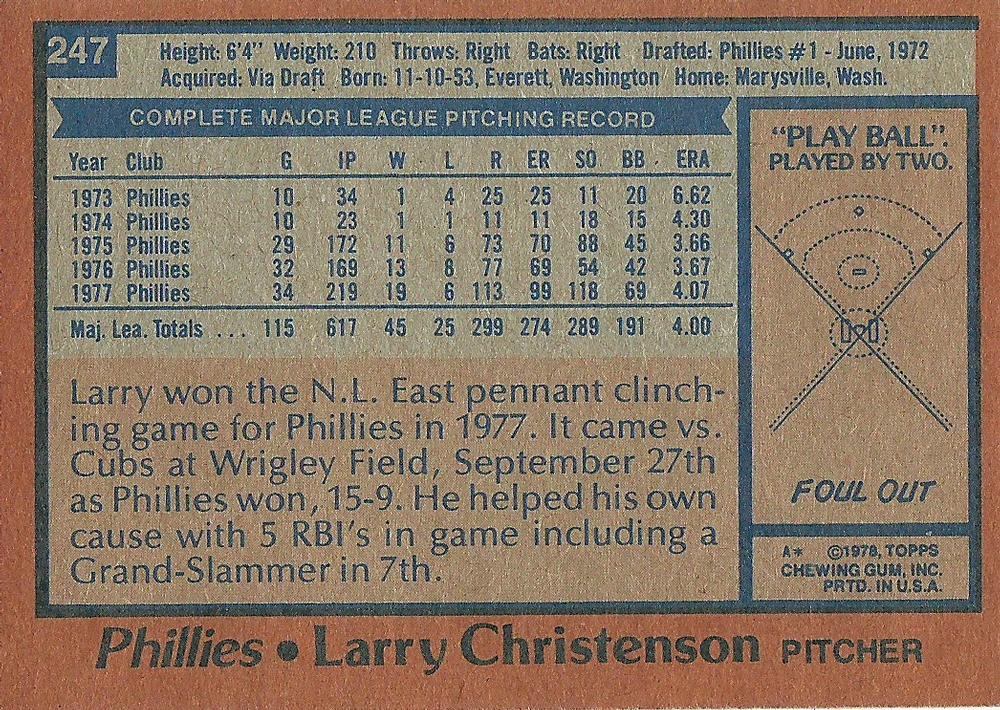 247
Height: 6'4" Weight: 210 Throws: Right Bats: Right Drafted: Phillies #1 - June, 1972
Acquired: Via Draft Born: 11-10-53, Everett, Washington Home: Marysville, Wash.
COMPLETE MAJOR LEAGUE PITCHING RECORD
Year Club G IP W L R ER SO BB ERA
1973 Phillies 10 34 1 4 25 25 11 20 6.62
1974 Phillies 10 23 1 1 11 11 18 15 4.30
1975 Phillies 29 172 11 6 73 70 88 45 3.66
1976 Phillies 32 169 13 8 77 69 54 42 3.67
1977 Phillies 34 219 19 6 113 99 118 69 4.07
Maj. Lea. Totals ... 115 617 45 25 299 274 289 191 4.00
Larry won the N.L. East pennant clinch-
ing game for Phillies in 1977. It came vs.
Cubs at Wrigley Field, September 27th
as Phillies won, 15-9. He helped his own
cause with 5 RBI's in game including a
Grand-Slammer in 7th.
"PLAY BALL".
PLAYED BY TWO.
FOUL OUT
A* ©1978, TOPPS
CHEWING GUM, INC.
PRTD. IN U.S.A.
Phillies • Larry Christenson PITCHER